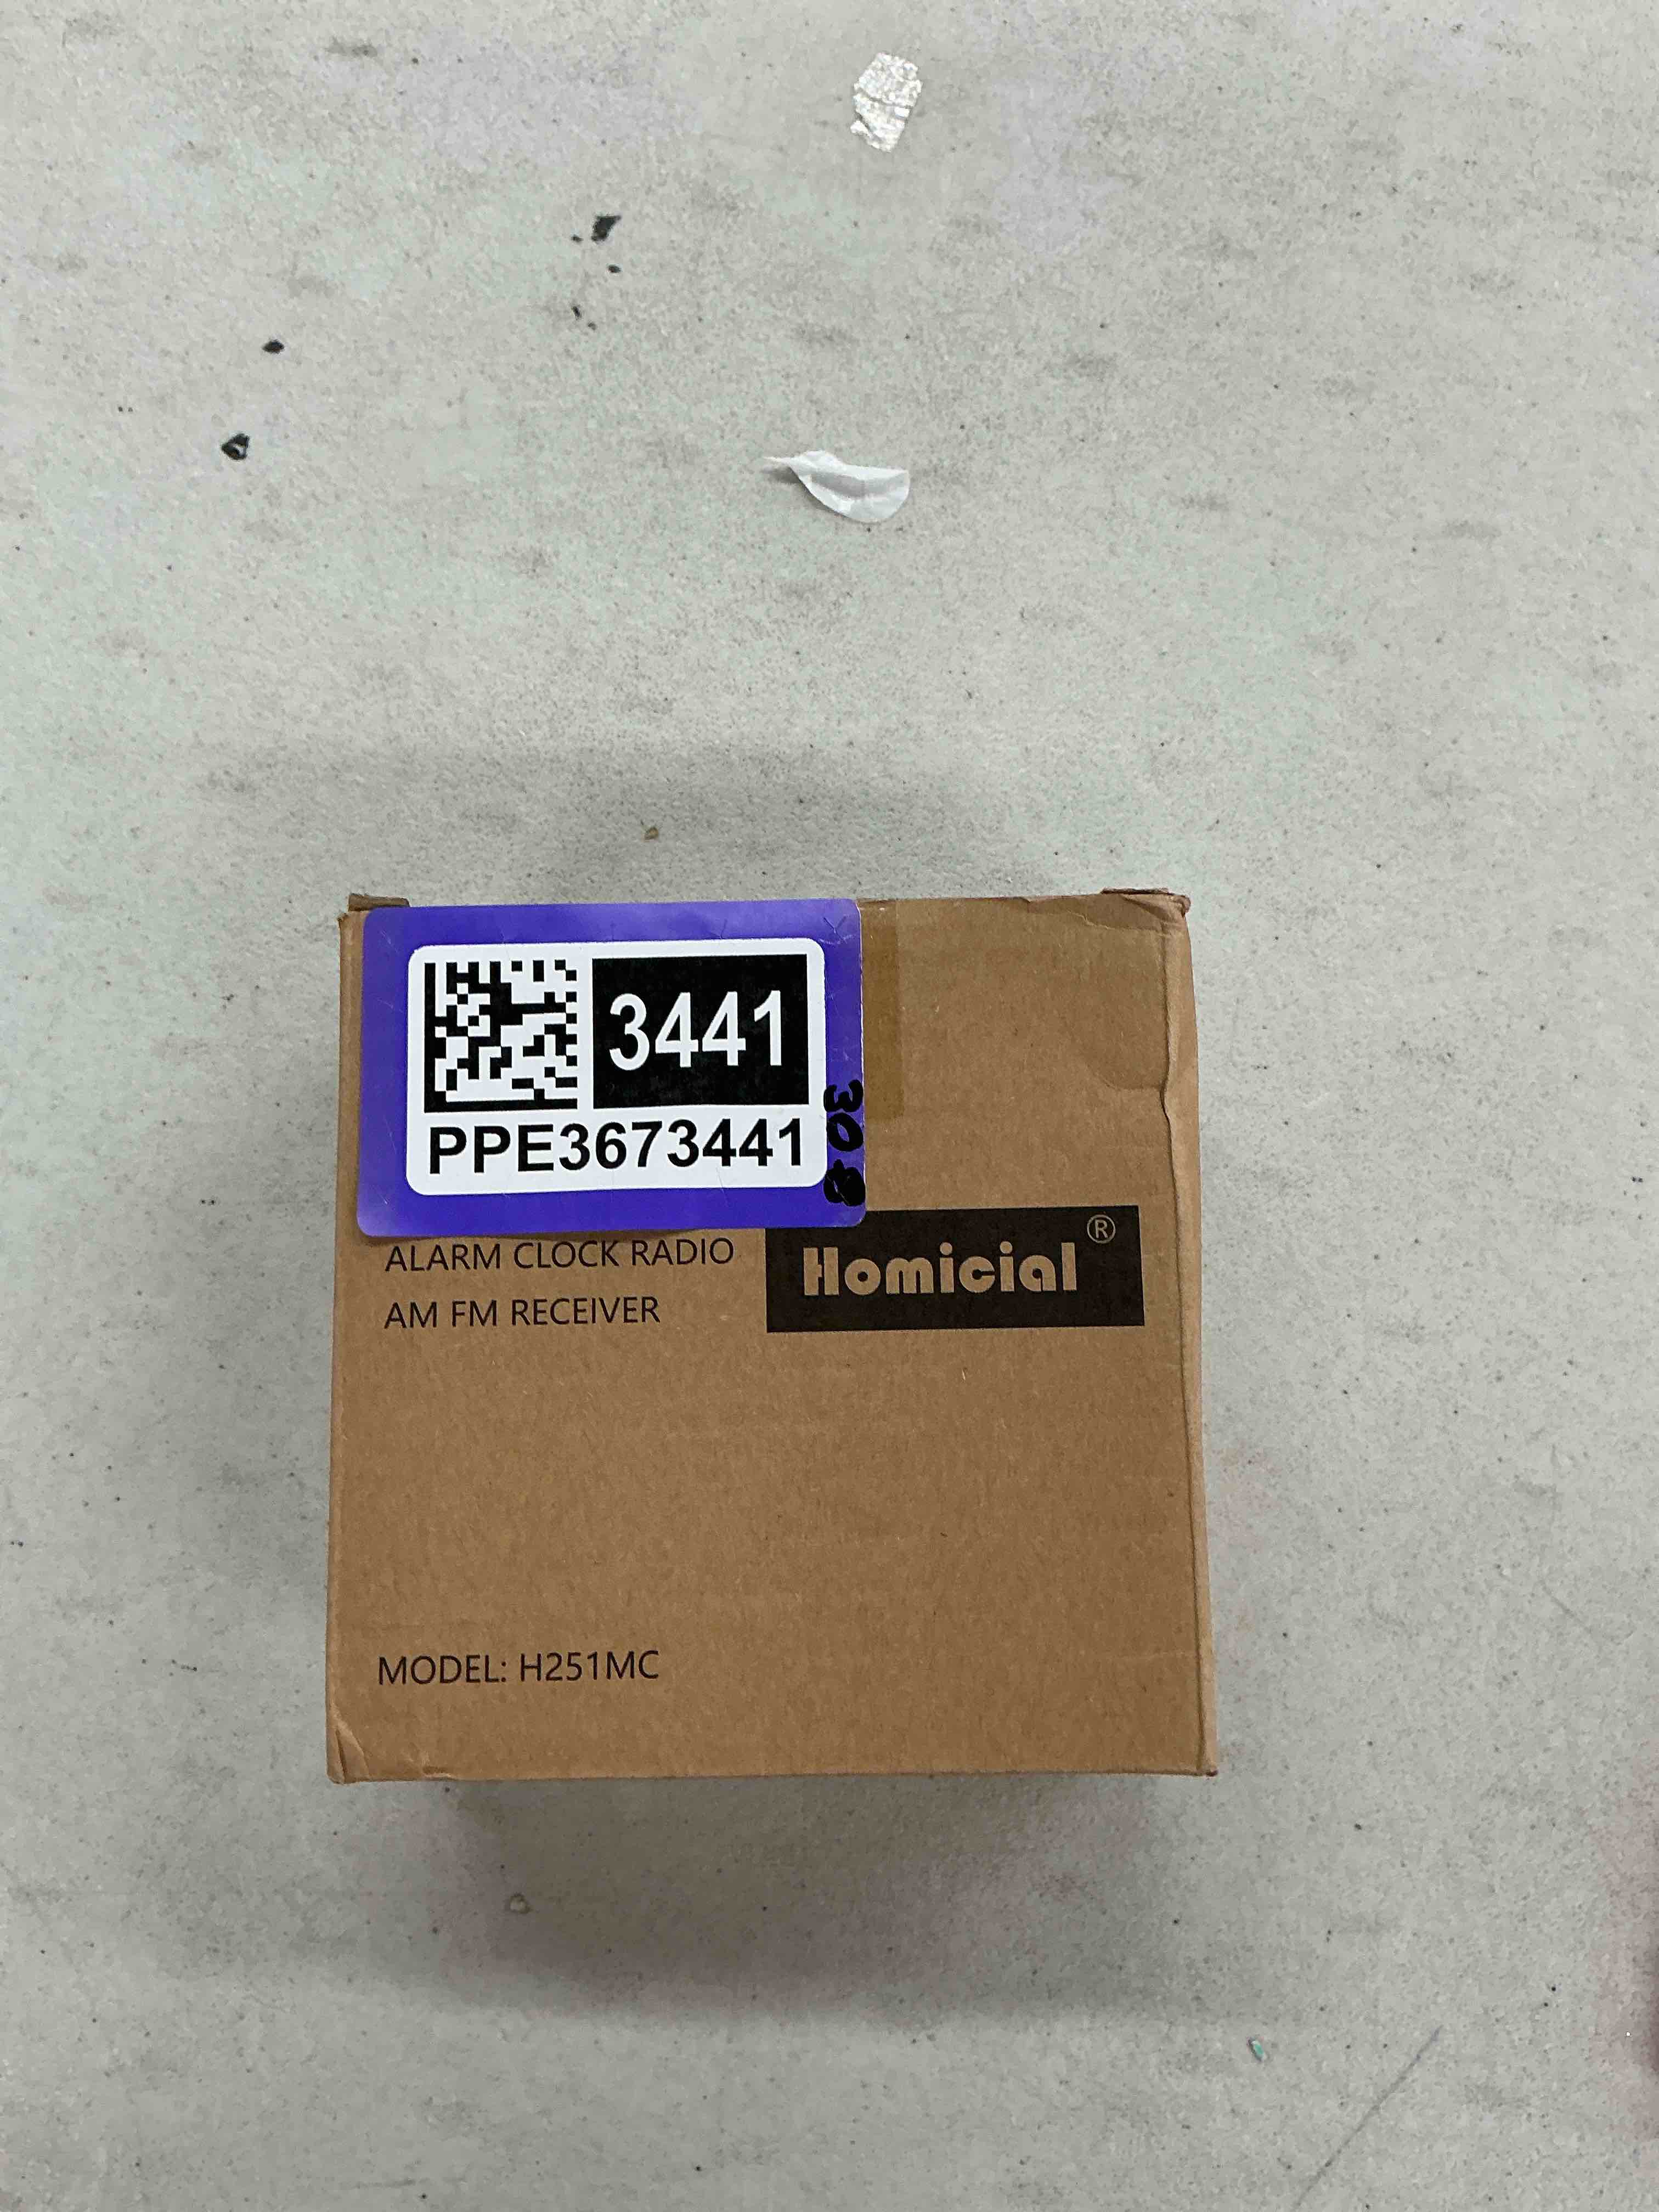 3441
PPE3673441
308
ALARM CLOCK RADIO
AM FM RECEIVER
Homicial®
MODEL: H251MC